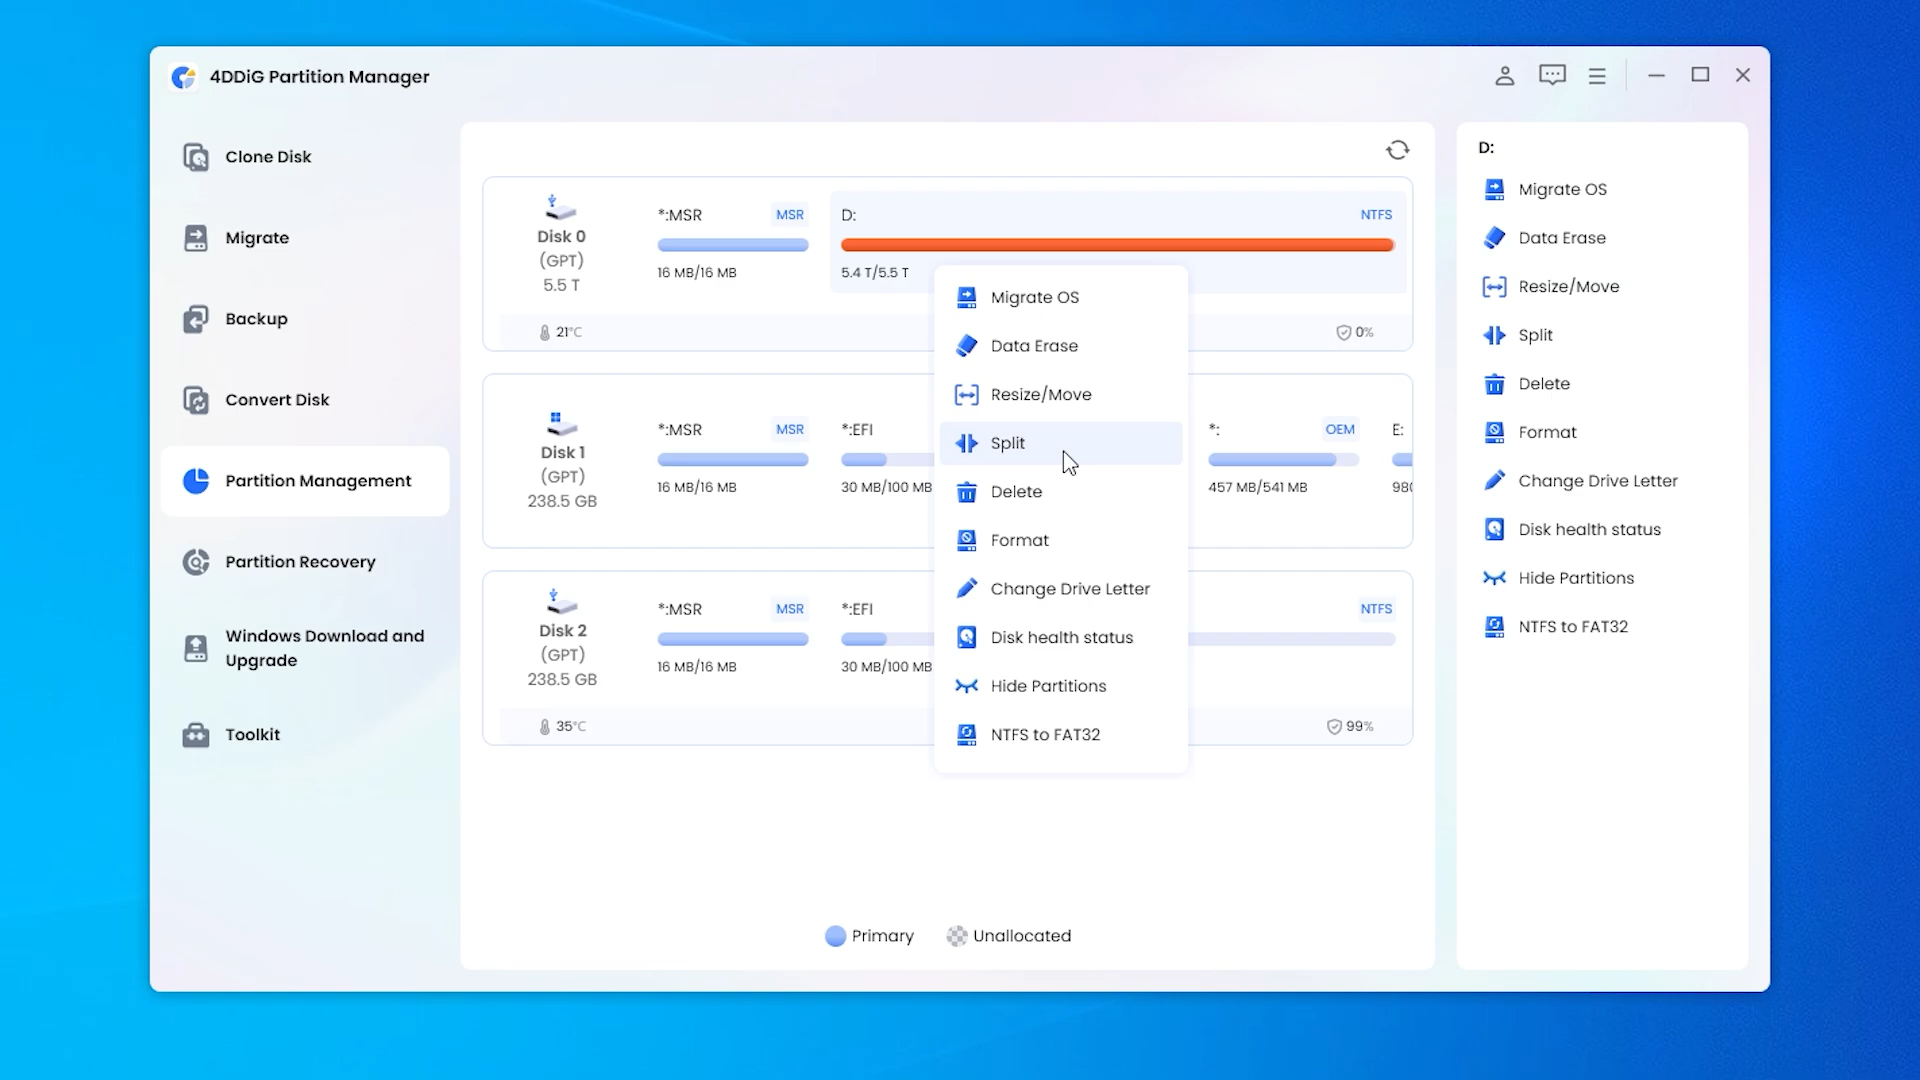 4DDiG Partition Manager
Clone Disk
Migrate
Backup
Convert Disk
Partition Management
Partition Recovery
Windows Download and
Upgrade
Toolkit
Disk 0
(GPT)
5.5 T
*:MSR MSR
16 MB/16 MB
D: NTFS
5.4 T/5.5 T
21°C
0%
Disk 1
(GPT)
238.5 GB
*:MSR MSR
16 MB/16 MB
*:EFI
30 MB/100 MB
*: OEM
457 MB/541 MB
E:
Disk 2
(GPT)
238.5 GB
*:MSR MSR
16 MB/16 MB
*:EFI
30 MB/100 MB
NTFS
35°C
99%
Migrate OS
Data Erase
Resize/Move
Split
Delete
Format
Change Drive Letter
Disk health status
Hide Partitions
NTFS to FAT32
Primary
Unallocated
D:
Migrate OS
Data Erase
Resize/Move
Split
Delete
Format
Change Drive Letter
Disk health status
Hide Partitions
NTFS to FAT32